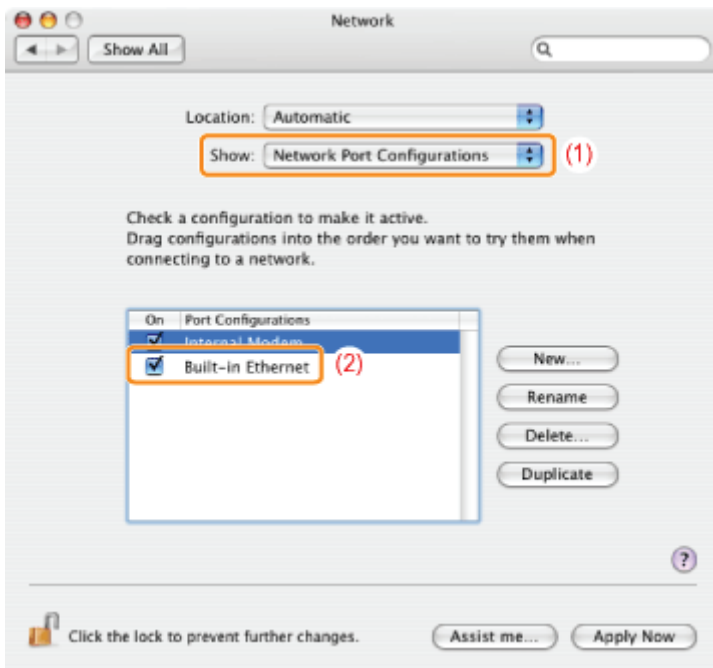 Network
Show All
Location: Automatic
Show: Network Port Configurations (1)
Check a configuration to make it active.
Drag configurations into the order you want to try them when
connecting to a network.
On Port Configurations
Internal Modem
Built-in Ethernet (2)
New...
Rename
Delete...
Duplicate
?
Click the lock to prevent further changes.
Assist me... Apply Now